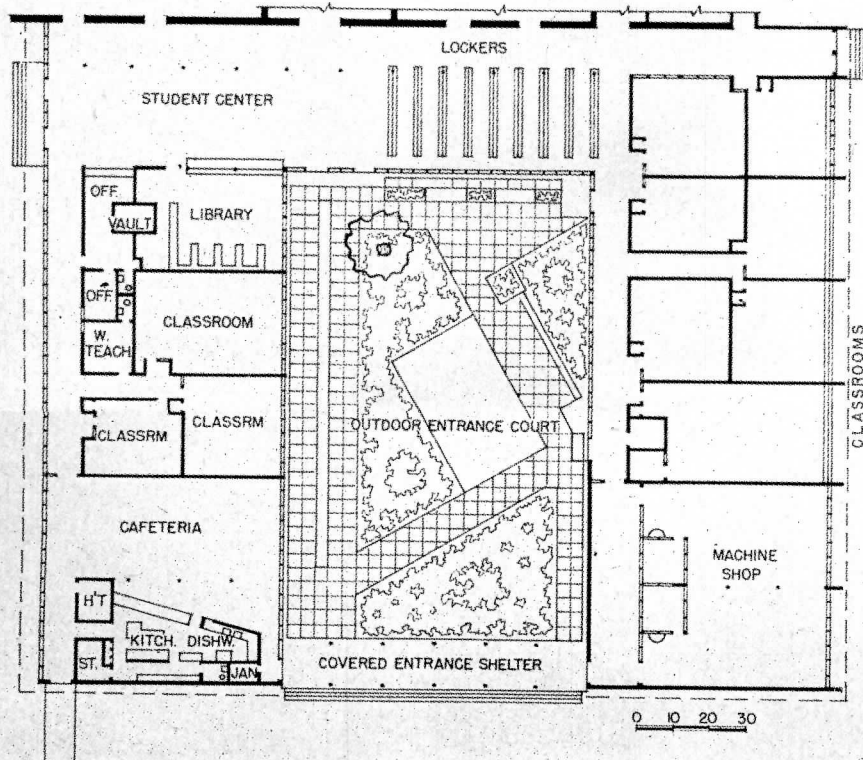 LOCKERS
STUDENT CENTER
OFF.
VAULT
LIBRARY
OFF.
CLASSROOM
W.
TEACH.
CLASSRM
CLASSRM
OUTDOOR ENTRANCE COURT
CLASSROOMS
CAFETERIA
MACHINE
SHOP
H'T
KITCH. DISHW.
ST.
JAN.
COVERED ENTRANCE SHELTER
0 10 20 30